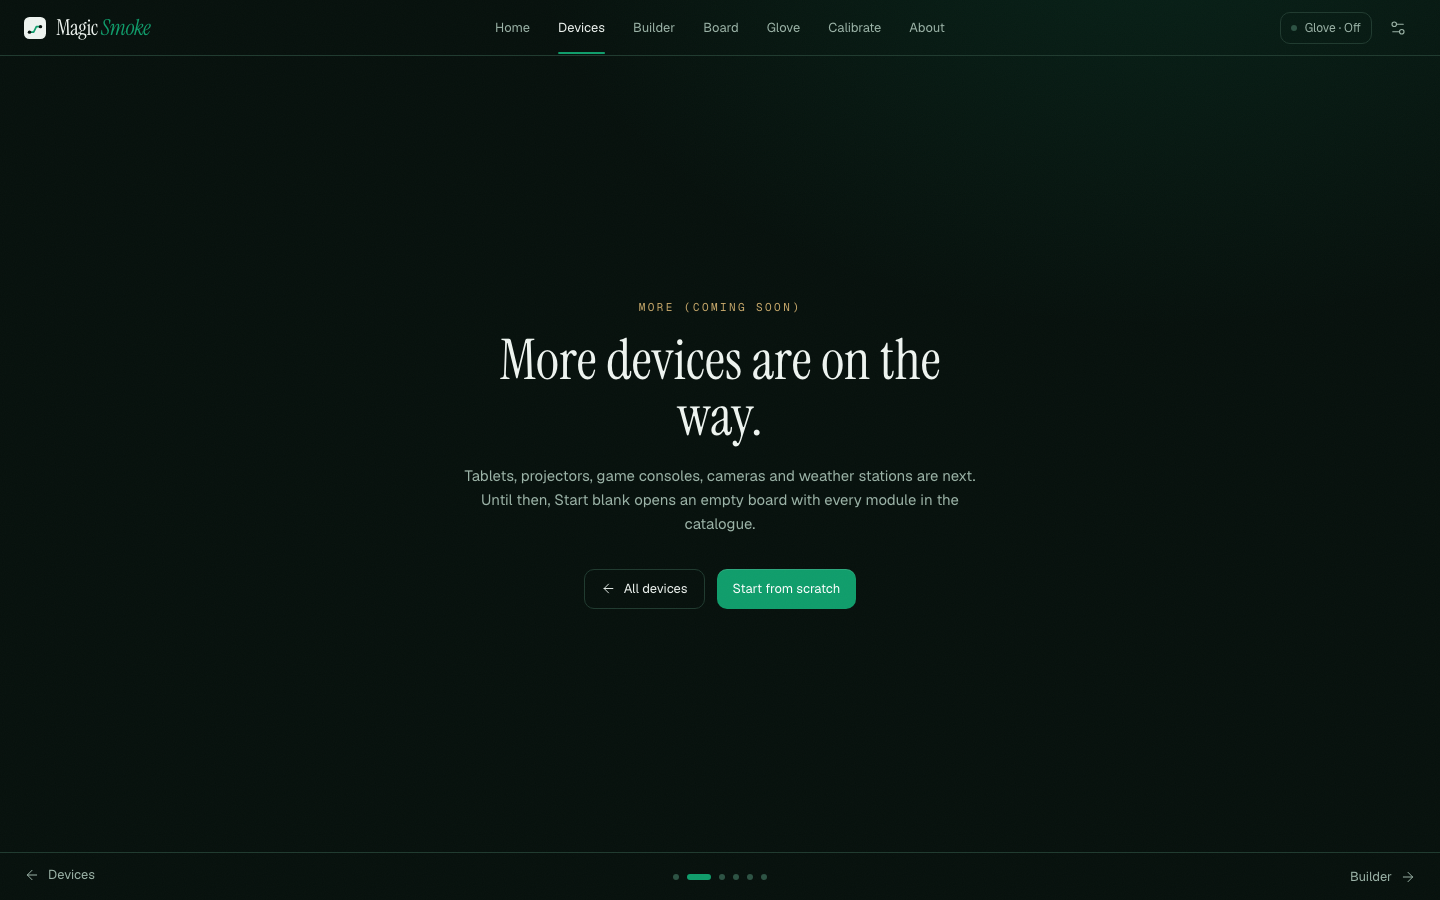 Magic Smoke
Home
Devices
Builder
Board
Glove
Calibrate
About
Glove · Off
MORE (COMING SOON)
More devices are on the
way.
Tablets, projectors, game consoles, cameras and weather stations are next.
Until then, Start blank opens an empty board with every module in the
catalogue.
← All devices
Start from scratch
← Devices
Builder →